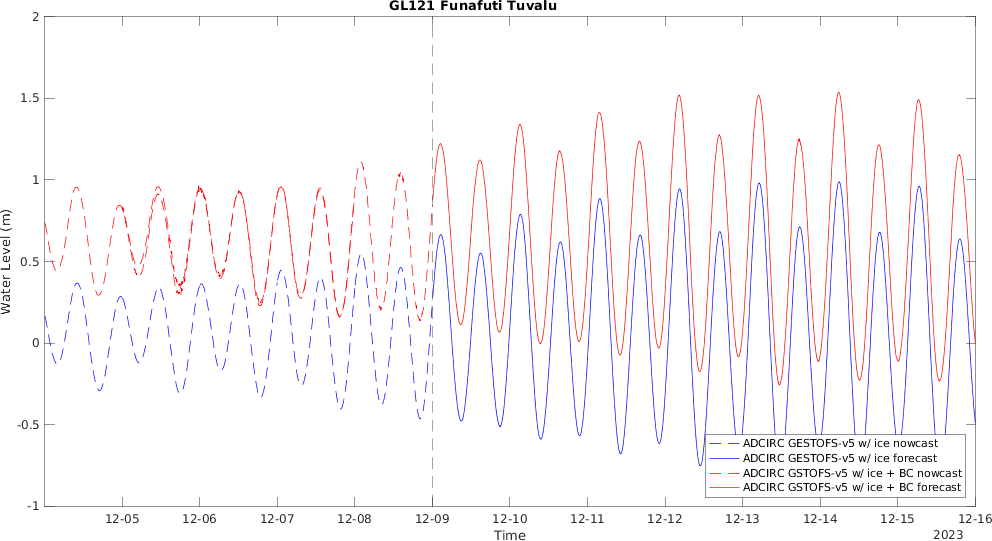 GL121 Funafuti Tuvalu
2
1.5
1
0.5
0
-0.5
-1
Water Level (m)
ADCIRC GESTOFS-v5 w/ ice nowcast
ADCIRC GESTOFS-v5 w/ ice forecast
ADCIRC GSTOFS-v5 w/ ice + BC nowcast
ADCIRC GSTOFS-v5 w/ ice + BC forecast
12-05 12-06 12-07 12-08 12-09 12-10 12-11 12-12 12-13 12-14 12-15 12-16
Time
2023